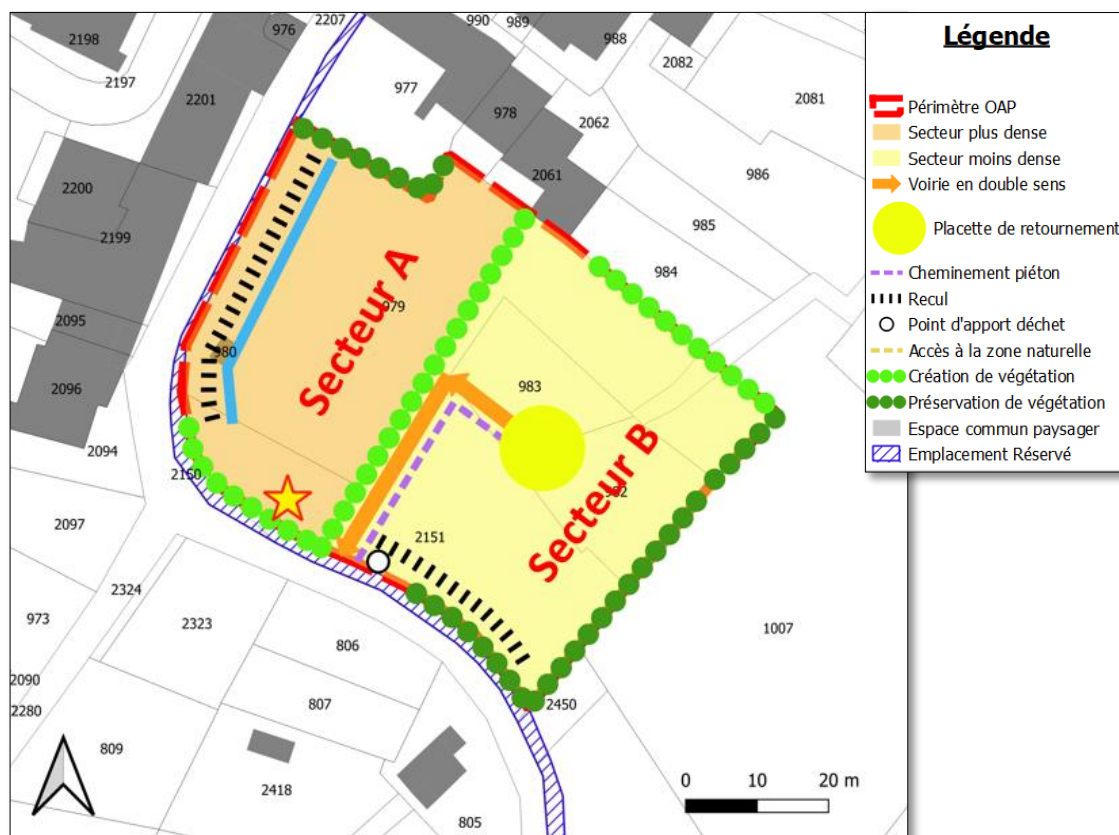 2207
976
990
989
988
2198
2197
2082
2201
977
978
2081
2062
986
2200
2061
985
2199
984
979
2095
980
Secteur A
983
2096
2094
2150
Secteur B
2151
2097
2324
973
2323
806
1007
2090
807
2450
2280
809
2418
805
0 10 20 m
Légende
Périmètre OAP
Secteur plus dense
Secteur moins dense
Voirie en double sens
Placette de retournement
Cheminement piéton
Recul
Point d'apport déchet
Accès à la zone naturelle
Création de végétation
Préservation de végétation
Espace commun paysager
Emplacement Réservé